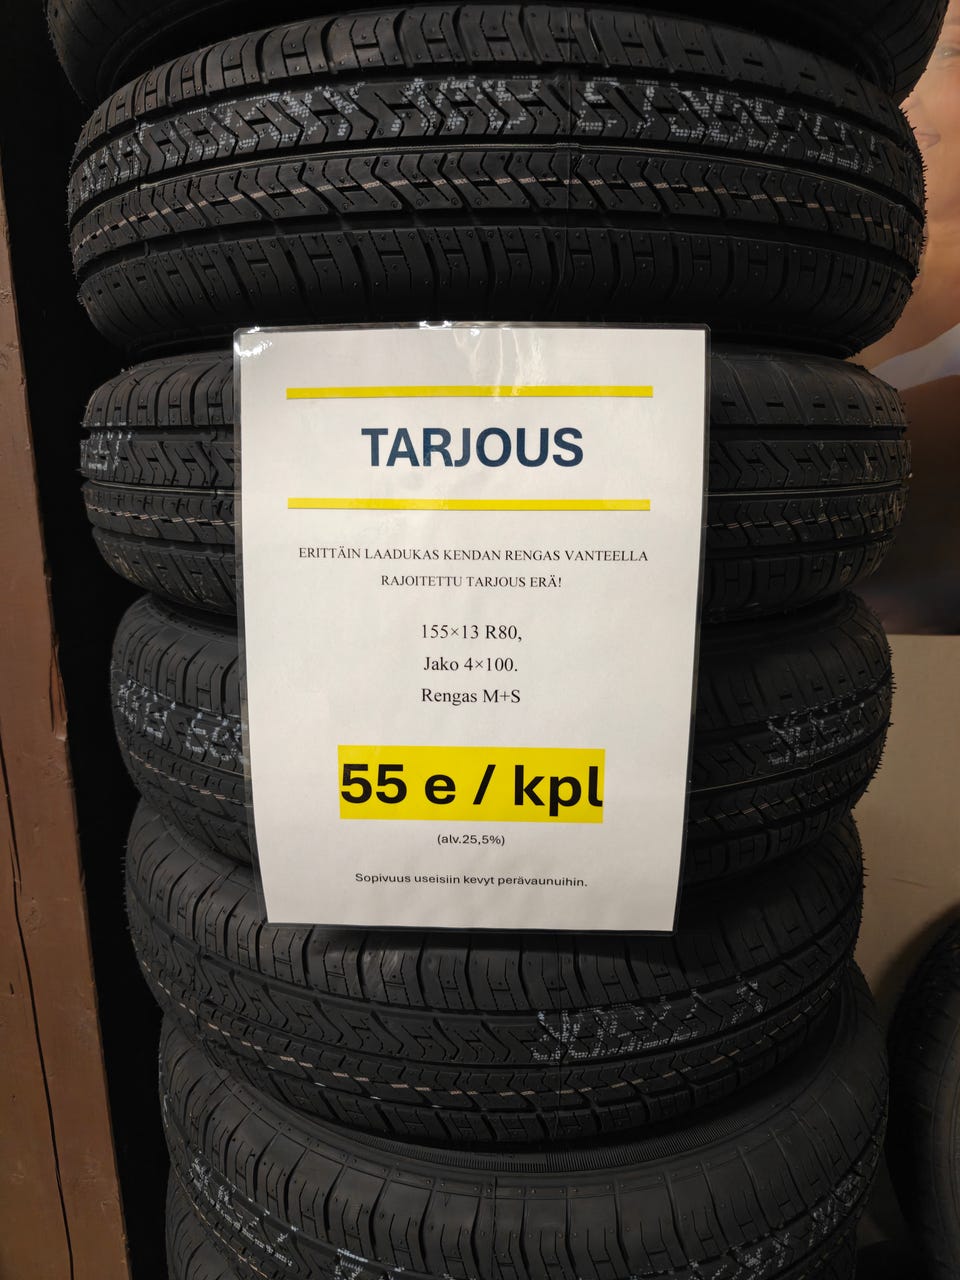 TARJOUS
ERITTÄIN LAADUKAS KENDAN RENGAS VANTEELLA
RAJOITETTU TARJOUS ERÄ!
155×13 R80,
Jako 4×100.
Rengas M+S
55 e / kpl
(alv.25,5%)
Sopivuus useisiin kevyt perävaunuihin.